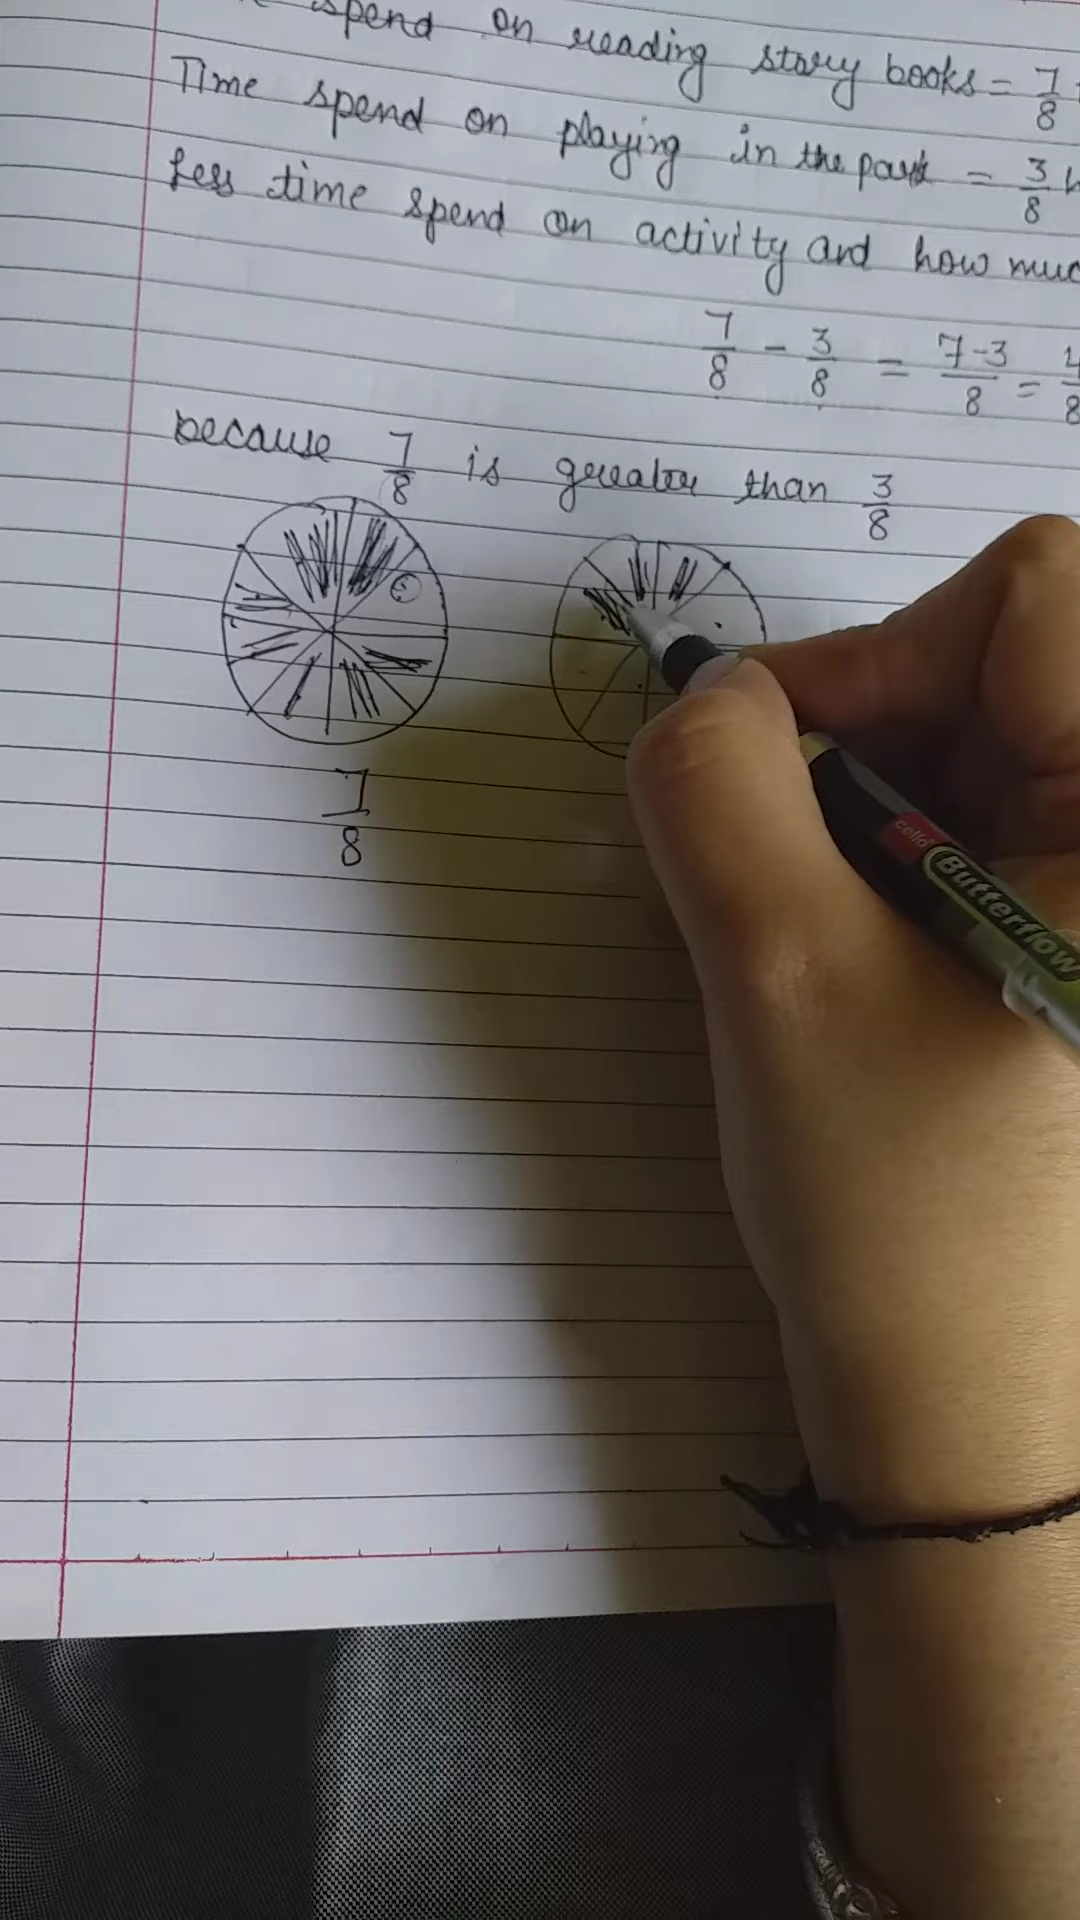 spend on reading story books = 7/8
Time spend on playing in the park = 3/8 h
Less time spend on activity and how muc
7/8 - 3/8 = 7-3/8 = 4/8
because 7/8 is greater than 3/8
7/8
cello
Butterflow